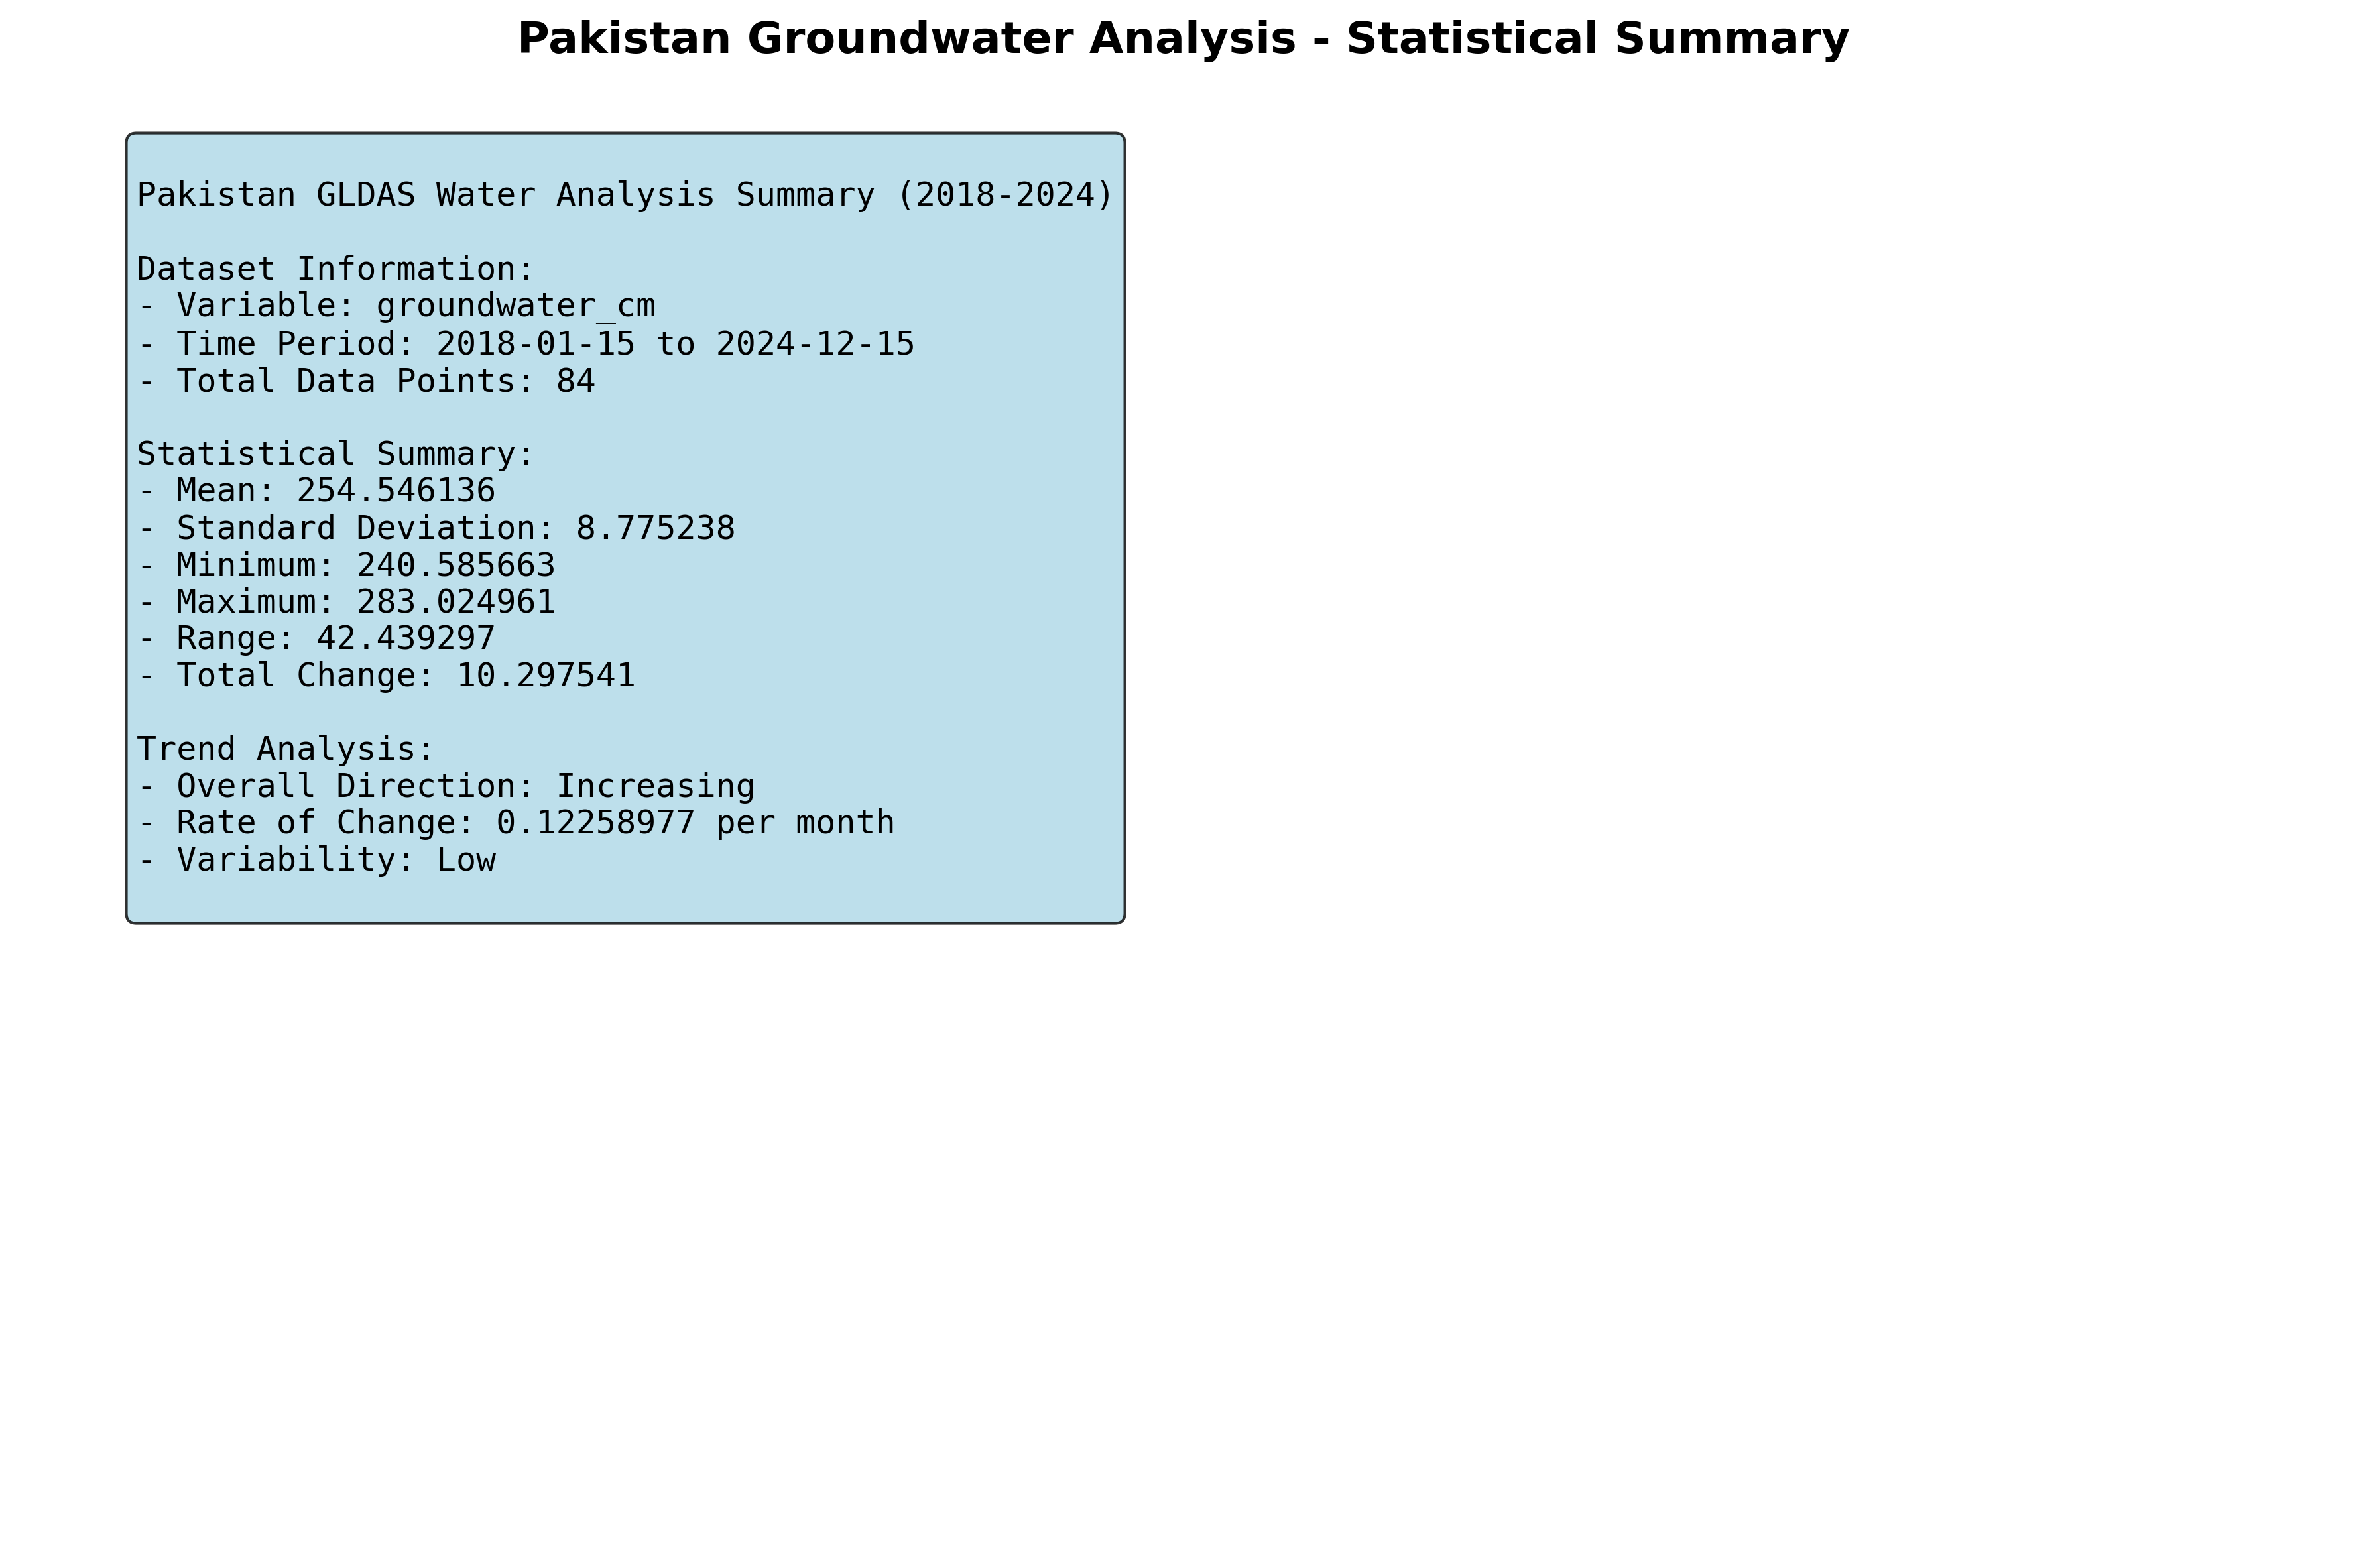 Pakistan Groundwater Analysis - Statistical Summary
Pakistan GLDAS Water Analysis Summary (2018-2024)
Dataset Information:
- Variable: groundwater_cm
- Time Period: 2018-01-15 to 2024-12-15
- Total Data Points: 84
Statistical Summary:
- Mean: 254.546136
- Standard Deviation: 8.775238
- Minimum: 240.585663
- Maximum: 283.024961
- Range: 42.439297
- Total Change: 10.297541
Trend Analysis:
- Overall Direction: Increasing
- Rate of Change: 0.12258977 per month
- Variability: Low